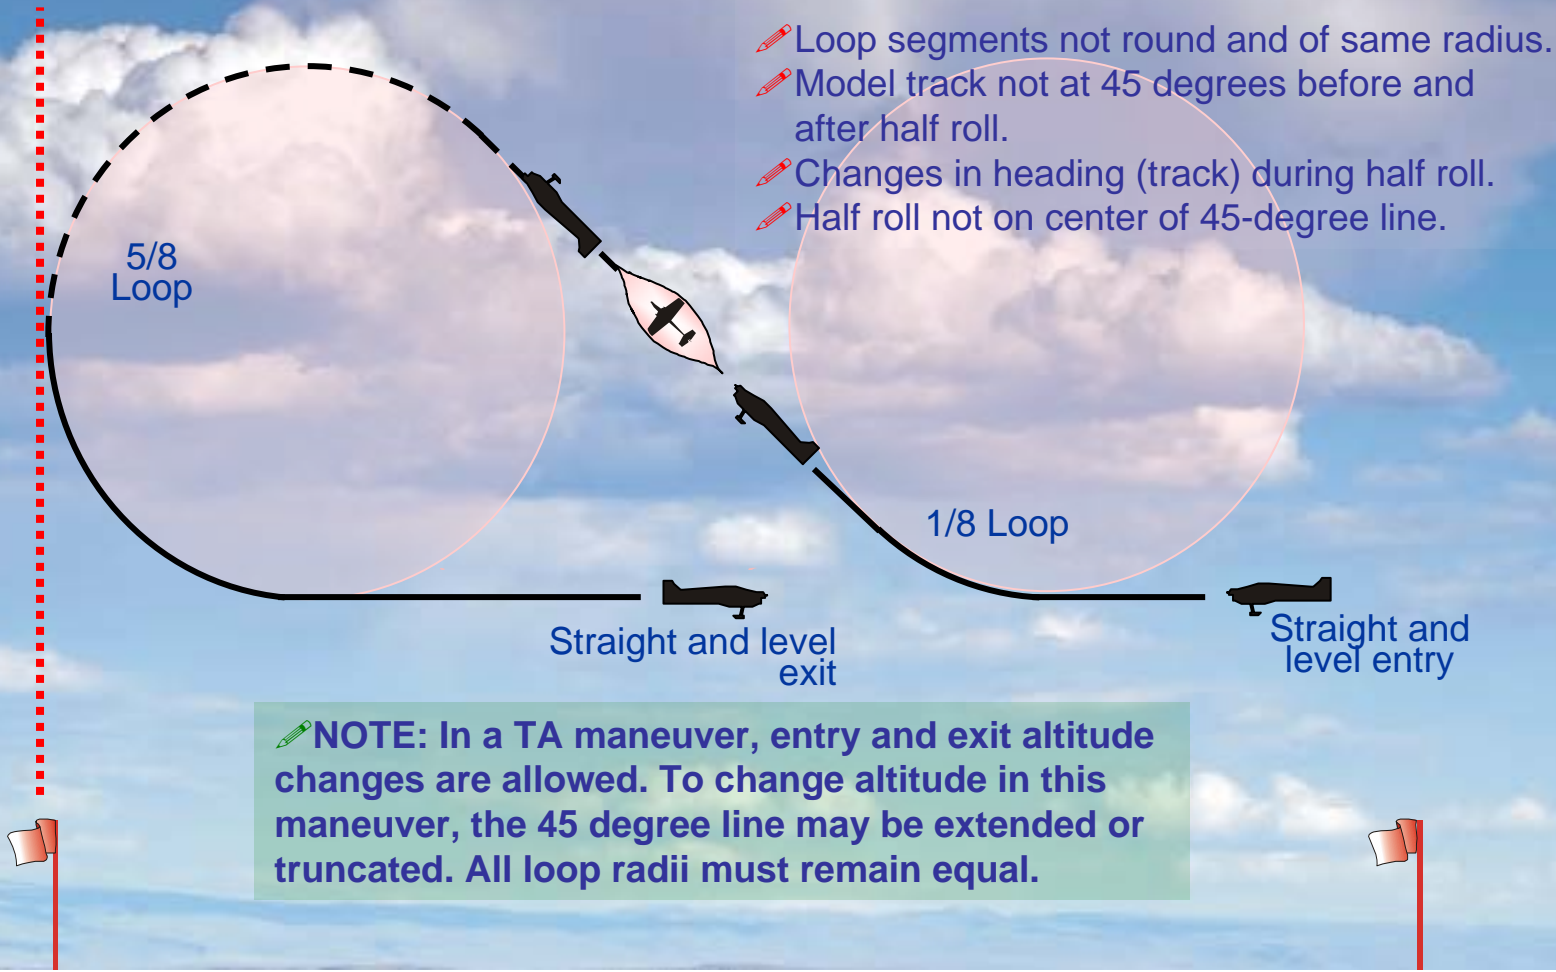 Loop segments not round and of same radius.
Model track not at 45 degrees before and
after half roll.
Changes in heading (track) during half roll.
Half roll not on center of 45-degree line.
5/8
Loop
1/8 Loop
Straight and level
exit
Straight and
level entry
NOTE: In a TA maneuver, entry and exit altitude
changes are allowed. To change altitude in this
maneuver, the 45 degree line may be extended or
truncated. All loop radii must remain equal.